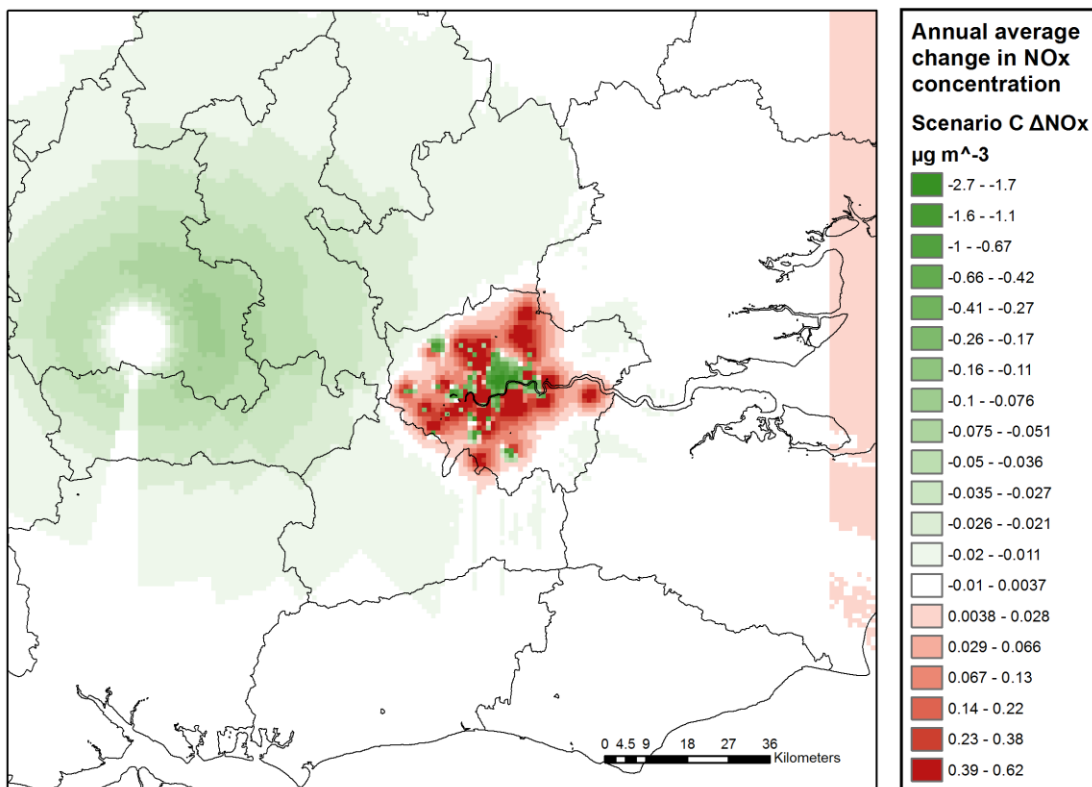 Annual average
change in NOx
concentration
Scenario C ΔNOx
µg m^-3
-2.7 - -1.7
-1.6 - -1.1
-1 - -0.67
-0.66 - -0.42
-0.41 - -0.27
-0.26 - -0.17
-0.16 - -0.11
-0.1 - -0.076
-0.075 - -0.051
-0.05 - -0.036
-0.035 - -0.027
-0.026 - -0.021
-0.02 - -0.011
-0.01 - 0.0037
0.0038 - 0.028
0.029 - 0.066
0.067 - 0.13
0.14 - 0.22
0.23 - 0.38
0.39 - 0.62
0 4.5 9 18 27 36
Kilometers